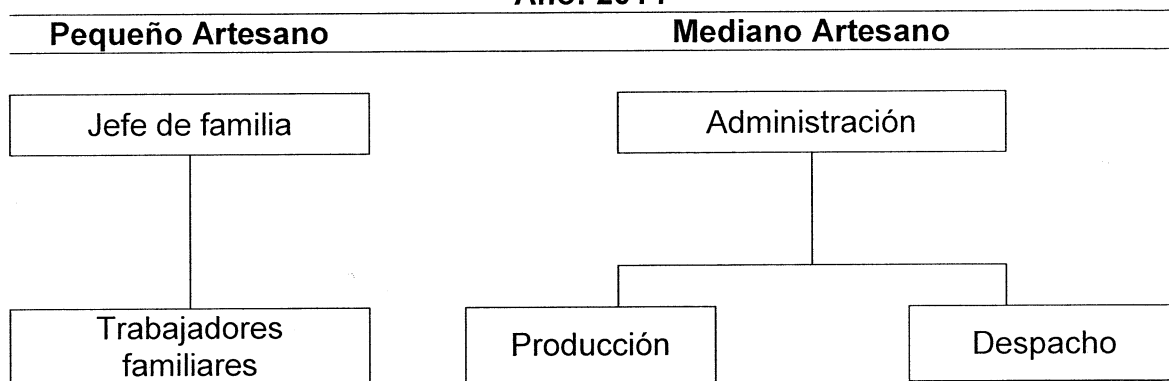 Pequeño Artesano
Mediano Artesano
Jefe de familia
Administración
Trabajadores
familiares
Producción
Despacho